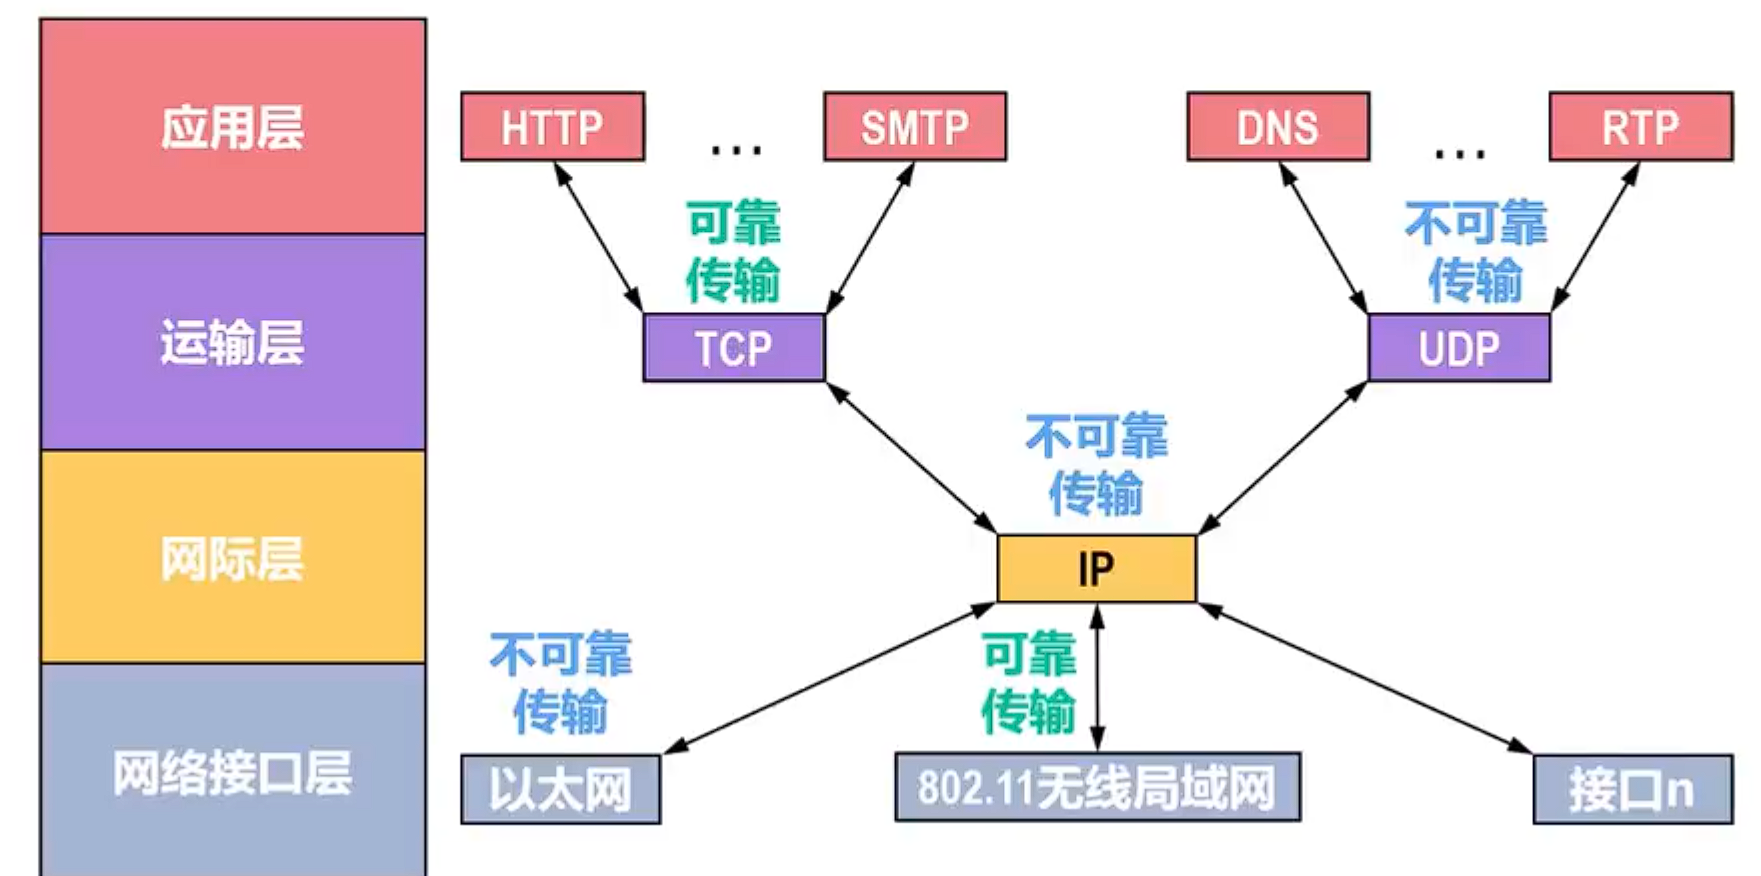 应用层
HTTP
...
SMTP
DNS
...
RTP
可靠
传输
不可靠
传输
运输层
TCP
UDP
不可靠
传输
网际层
IP
不可靠
传输
可靠
传输
网络接口层
以太网
802.11无线局域网
接口n